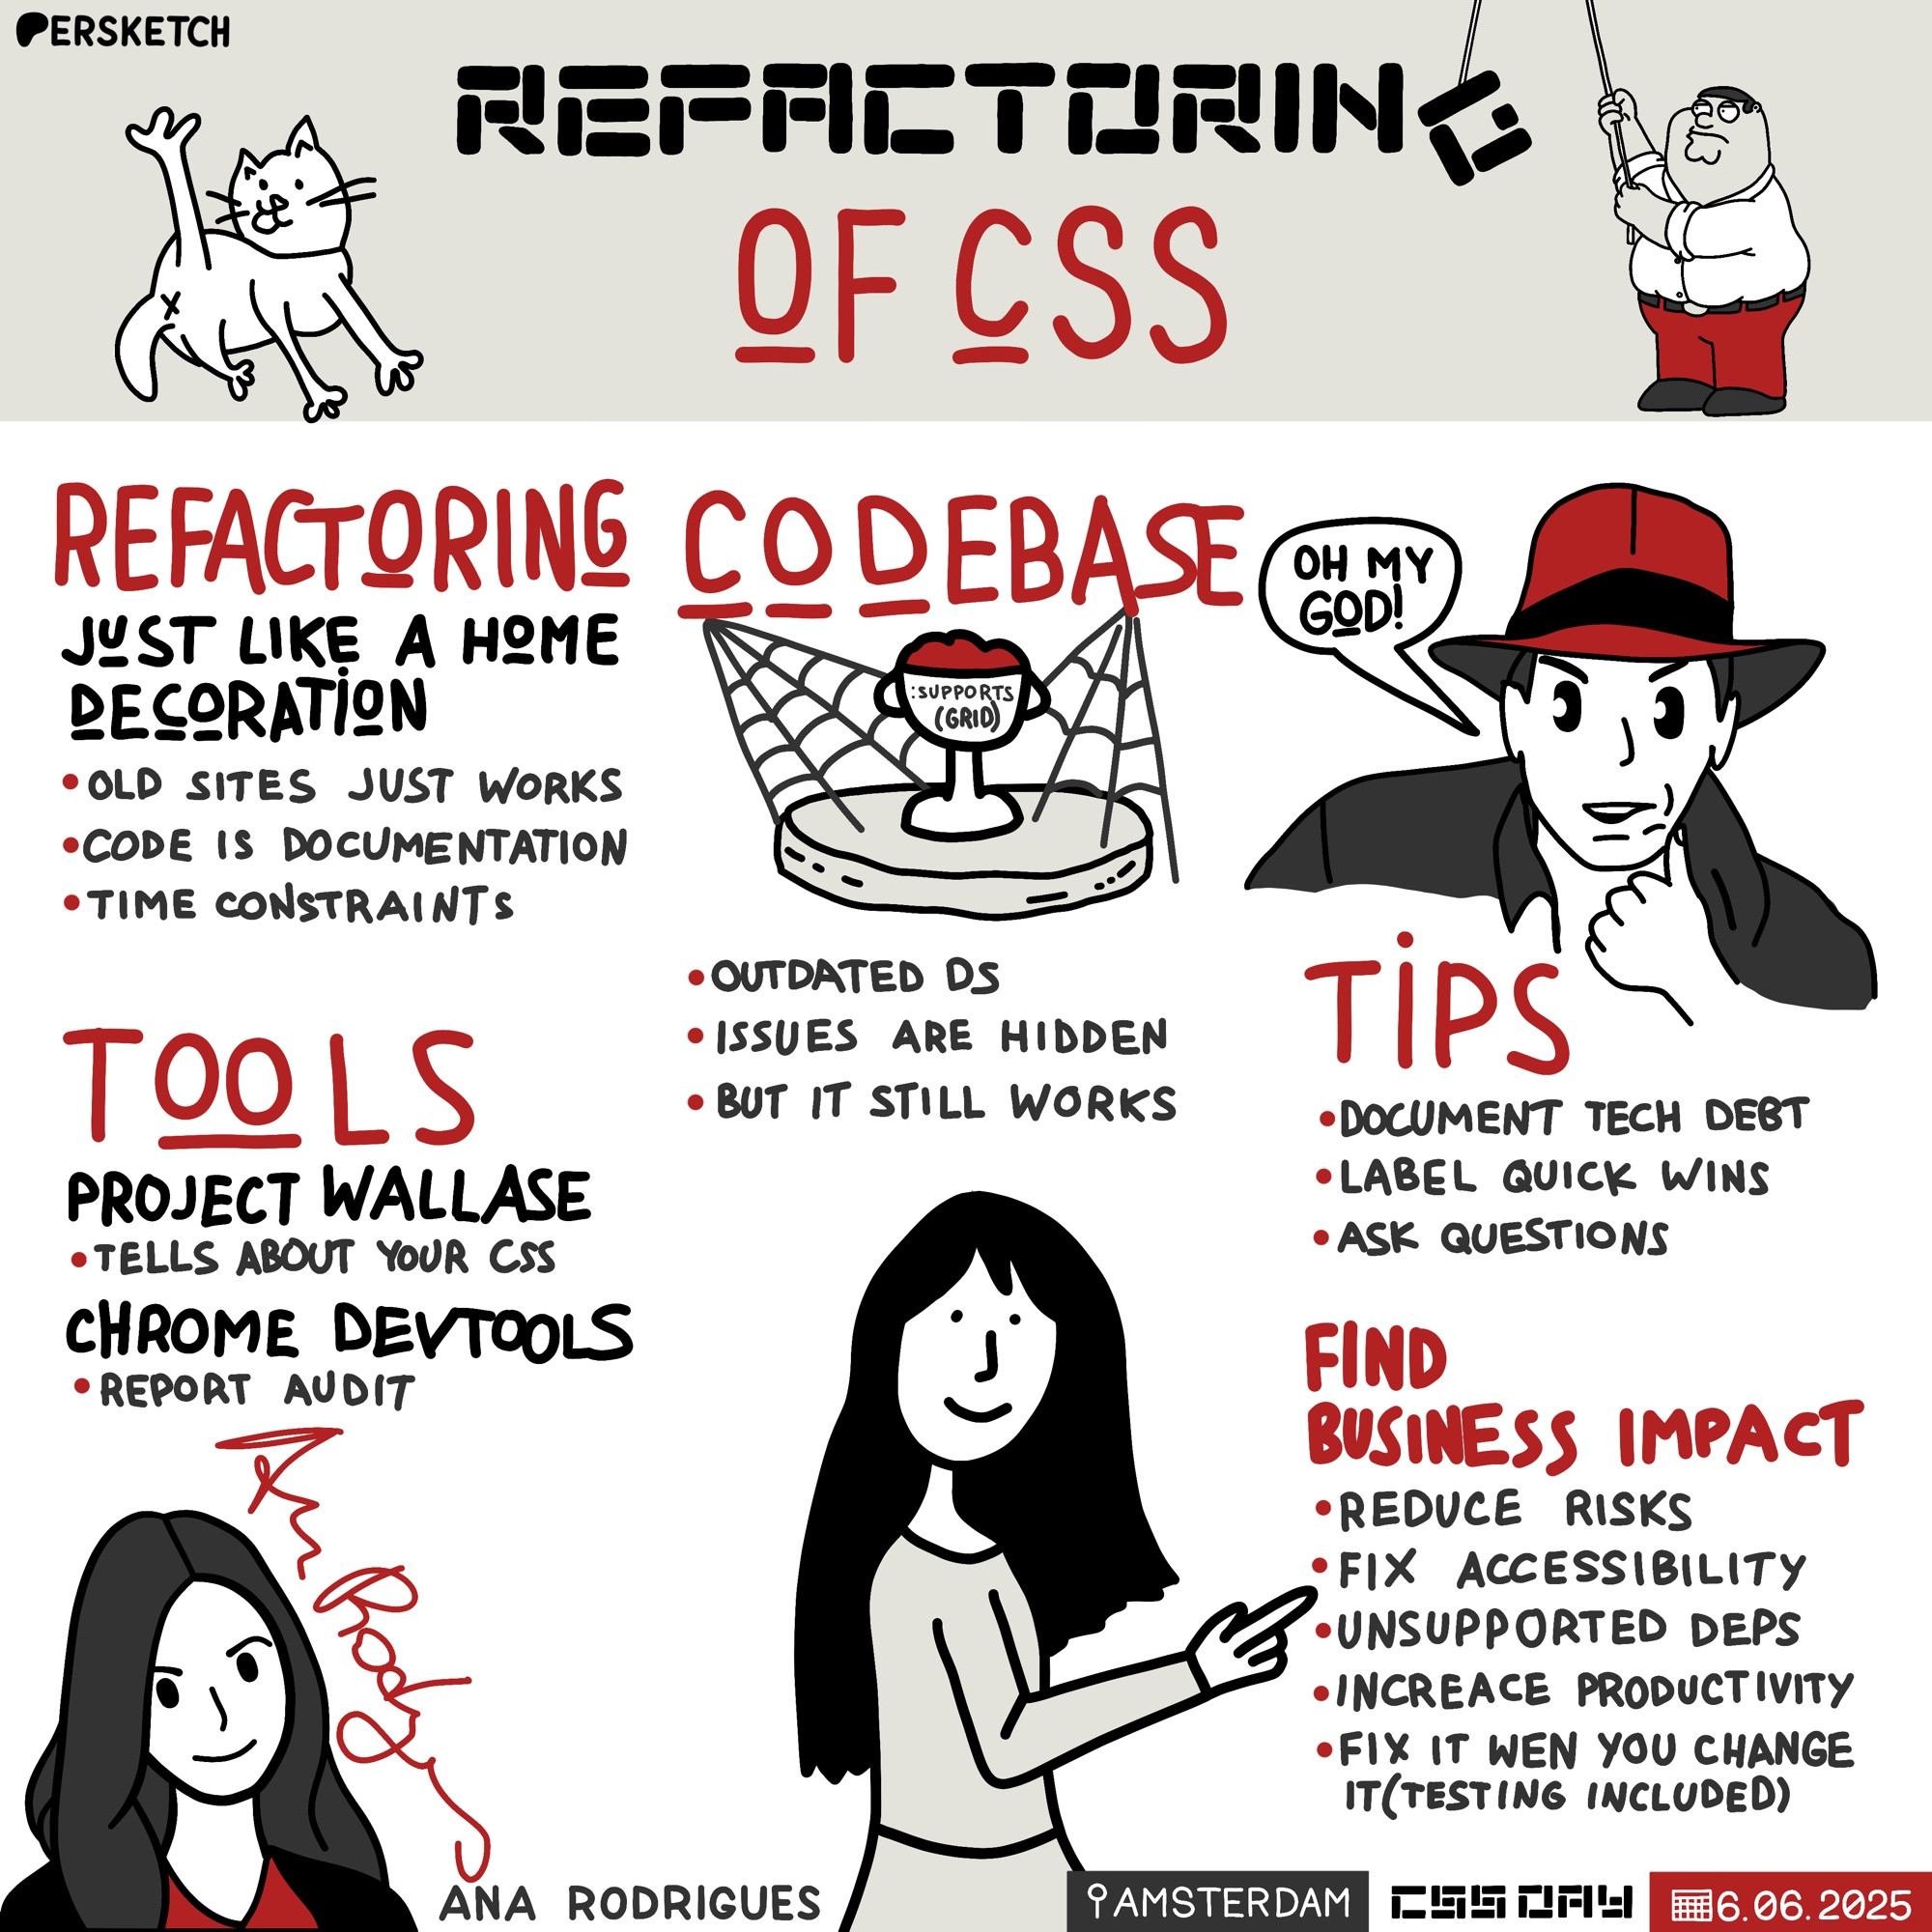 PERSKETCH
REFACTORING
OF CSS
REFACTORING
JUST LIKE A HOME
DECORATION
• OLD SITES JUST WORKS
• CODE IS DOCUMENTATION
• TIME CONSTRAINTS
CODEBASE
:SUPPORTS
(GRID)
• OUTDATED DS
• ISSUES ARE HIDDEN
• BUT IT STILL WORKS
OH MY
GOD!
TIPS
• DOCUMENT TECH DEBT
• LABEL QUICK WINS
• ASK QUESTIONS
TOOLS
PROJECT WALLASE
• TELLS ABOUT YOUR CSS
CHROME DEVTOOLS
• REPORT AUDIT
FIND
BUSINESS IMPACT
• REDUCE RISKS
• FIX ACCESSIBILITY
• UNSUPPORTED DEPS
• INCREACE PRODUCTIVITY
• FIX IT WEN YOU CHANGE
IT(TESTING INCLUDED)
ANA RODRIGUES
AMSTERDAM
CSS DAY
6.06.2025